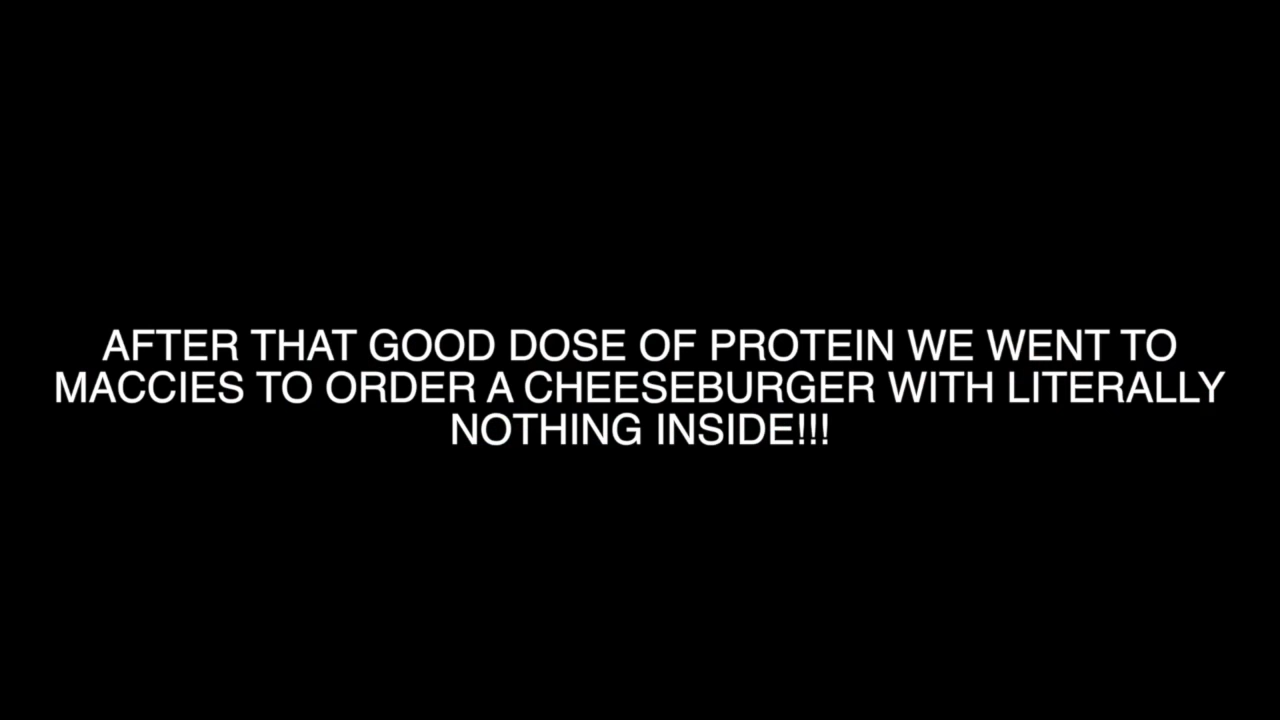 AFTER THAT GOOD DOSE OF PROTEIN WE WENT TO
MACCIES TO ORDER A CHEESEBURGER WITH LITERALLY
NOTHING INSIDE!!!